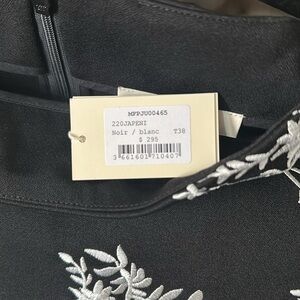 MFPJU00465
220JAPENI
Noir / blanc T38
$ 295
3 661601 710407